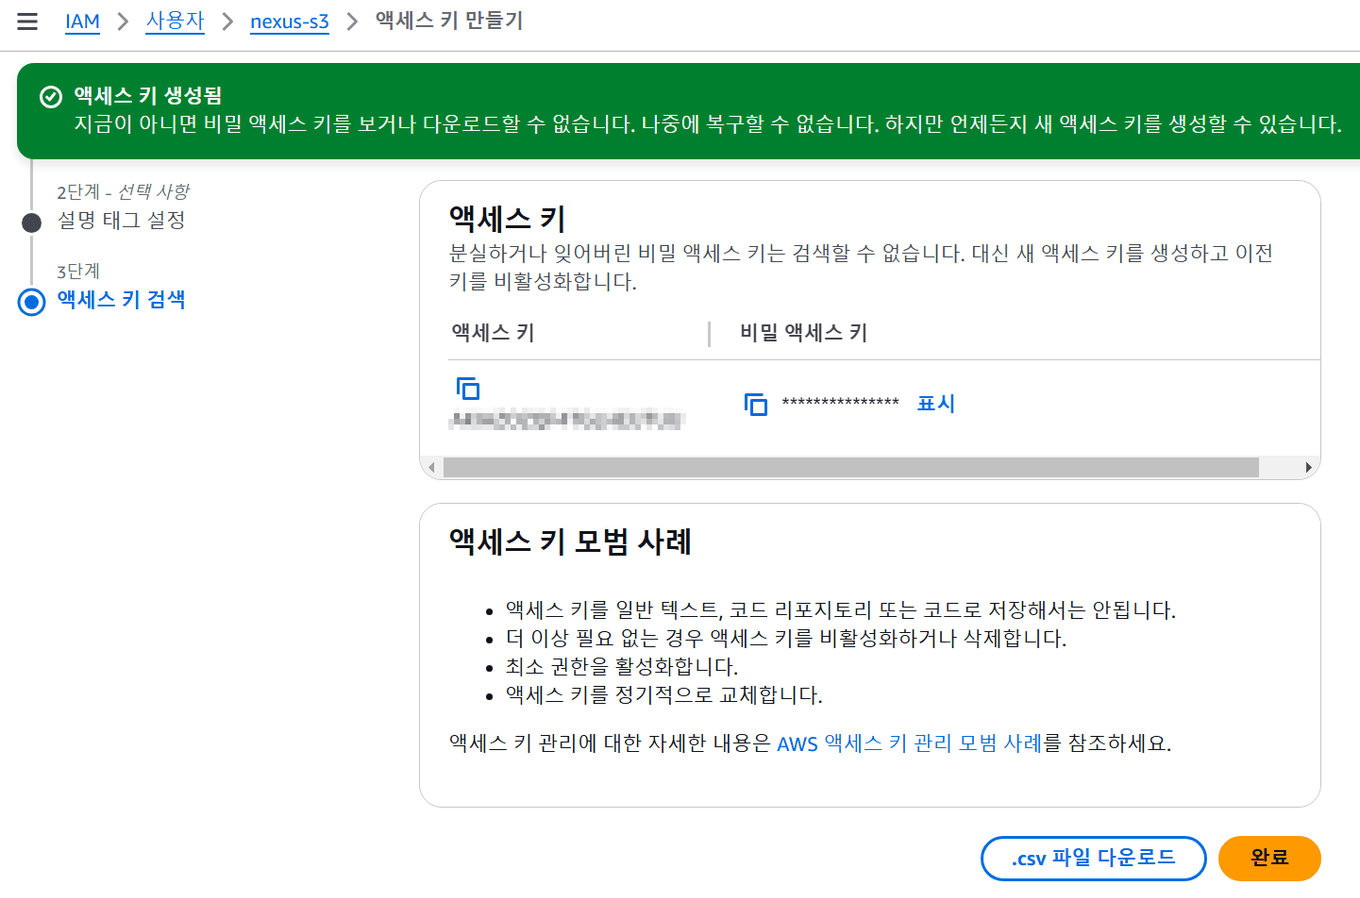 IAM > 사용자 > nexus-s3 > 액세스 키 만들기
액세스 키 생성됨
지금이 아니면 비밀 액세스 키를 보거나 다운로드할 수 없습니다. 나중에 복구할 수 없습니다. 하지만 언제든지 새 액세스 키를 생성할 수 있습니다.
2단계 - 선택 사항
설명 태그 설정
3단계
액세스 키 검색
액세스 키
분실하거나 잊어버린 비밀 액세스 키는 검색할 수 없습니다. 대신 새 액세스 키를 생성하고 이전
키를 비활성화합니다.
액세스 키 | 비밀 액세스 키
*************** 표시
액세스 키 모범 사례
• 액세스 키를 일반 텍스트, 코드 리포지토리 또는 코드로 저장해서는 안됩니다.
• 더 이상 필요 없는 경우 액세스 키를 비활성화하거나 삭제합니다.
• 최소 권한을 활성화합니다.
• 액세스 키를 정기적으로 교체합니다.
액세스 키 관리에 대한 자세한 내용은 AWS 액세스 키 관리 모범 사례를 참조하세요.
.csv 파일 다운로드
완료